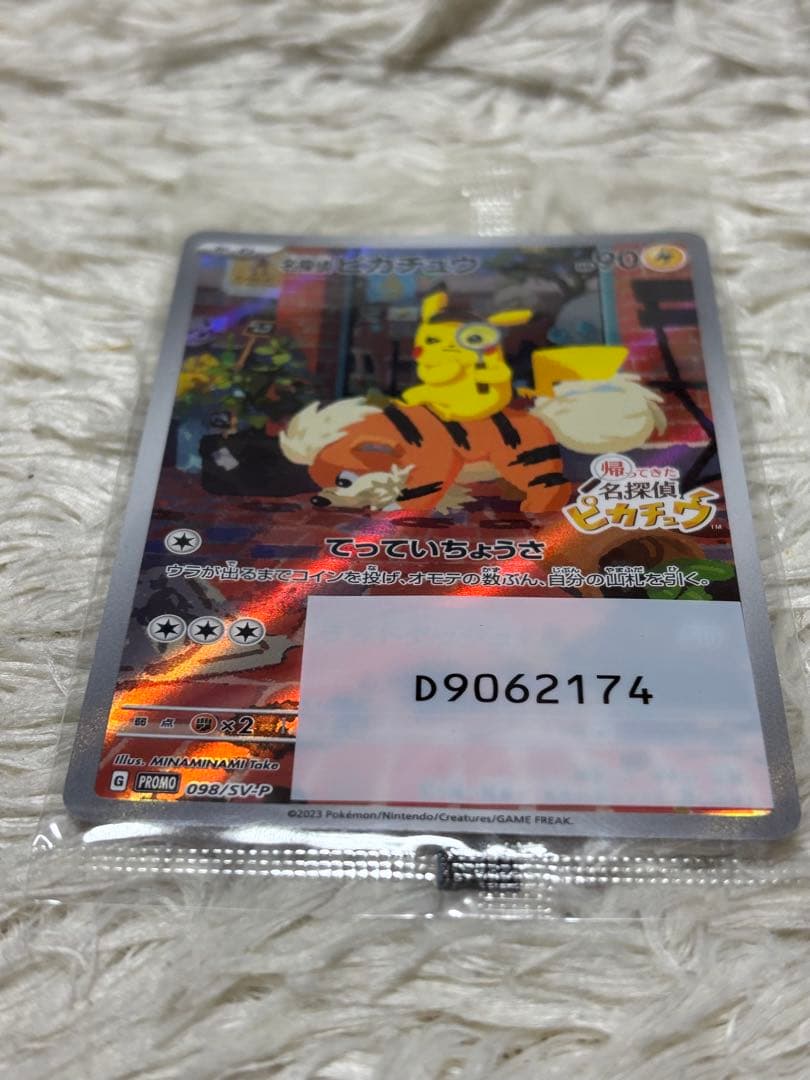 名探偵ピカチュウ
90
帰ってきた
名探偵
ピカチュウ
TM
てっていちょうさ
ウラが出るまでコインを投げ、オモテの数ぶん、自分の山札を引く。
D9062174
弱点 ×2
Illus. MINAMINAMI Take
G PROMO 098/SV-P
©2023 Pokémon/Nintendo/Creatures/GAME FREAK.